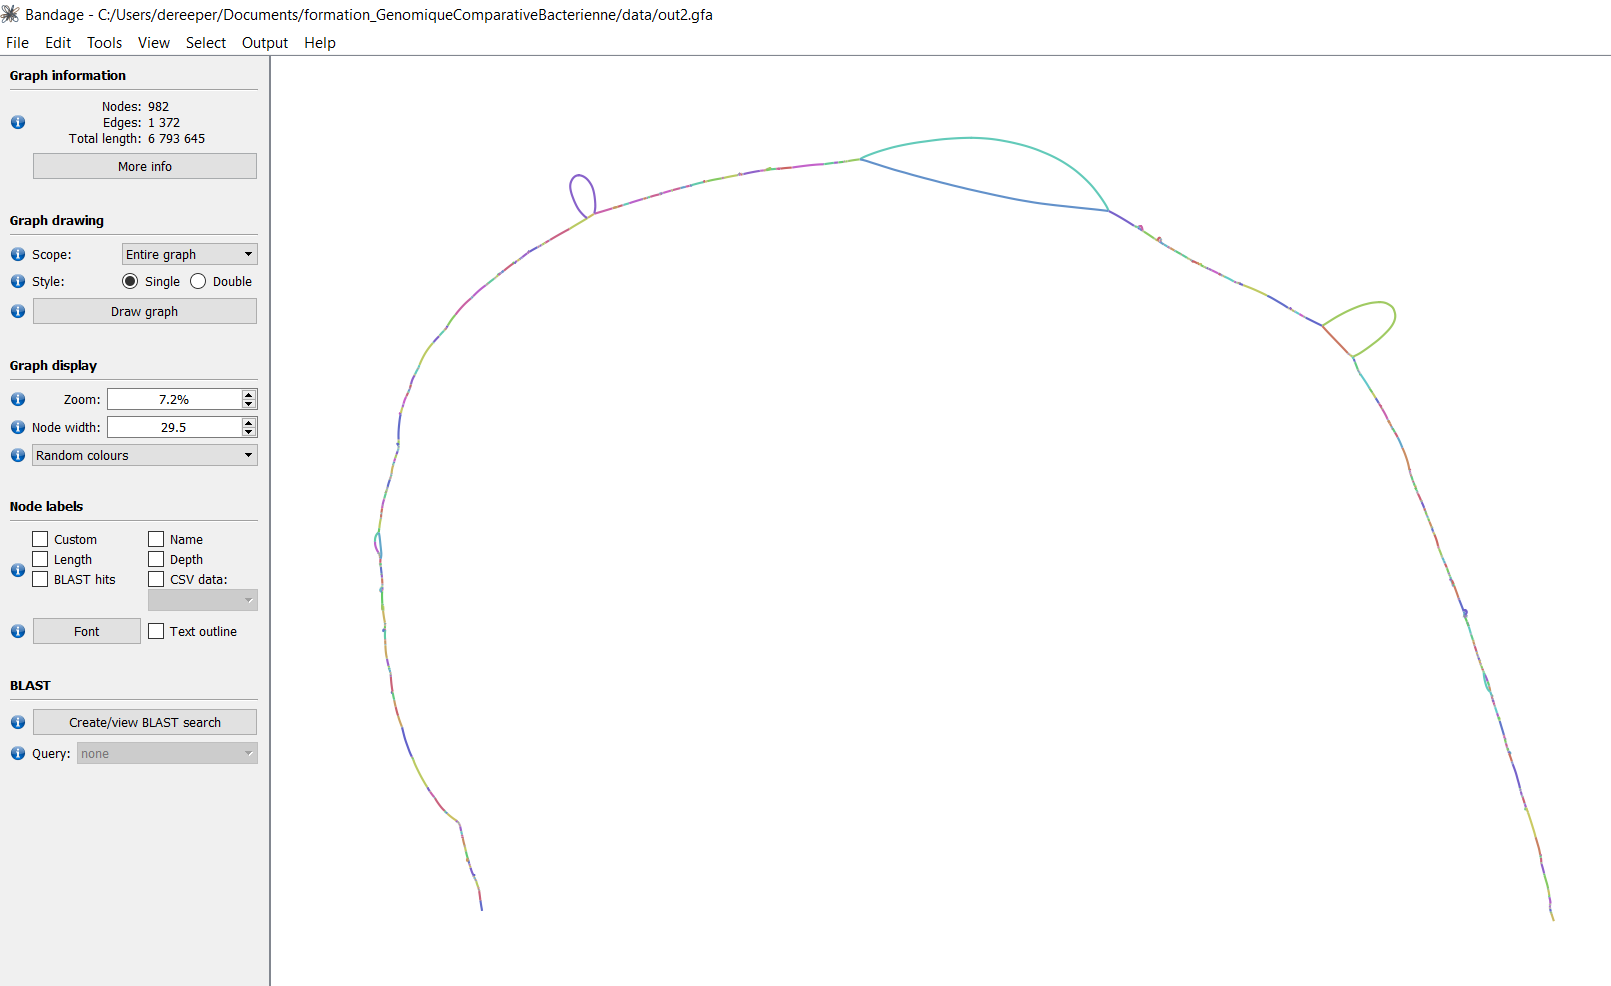 Bandage - C:/Users/dereeper/Documents/formation_GenomiqueComparativeBacterienne/data/out2.gfa
File Edit Tools View Select Output Help
Graph information
Nodes: 982
Edges: 1 372
Total length: 6 793 645
More info
Graph drawing
Scope: Entire graph
Style: Single Double
Draw graph
Graph display
Zoom: 7.2%
Node width: 29.5
Random colours
Node labels
Custom Name
Length Depth
BLAST hits CSV data:
Font Text outline
BLAST
Create/view BLAST search
Query: none